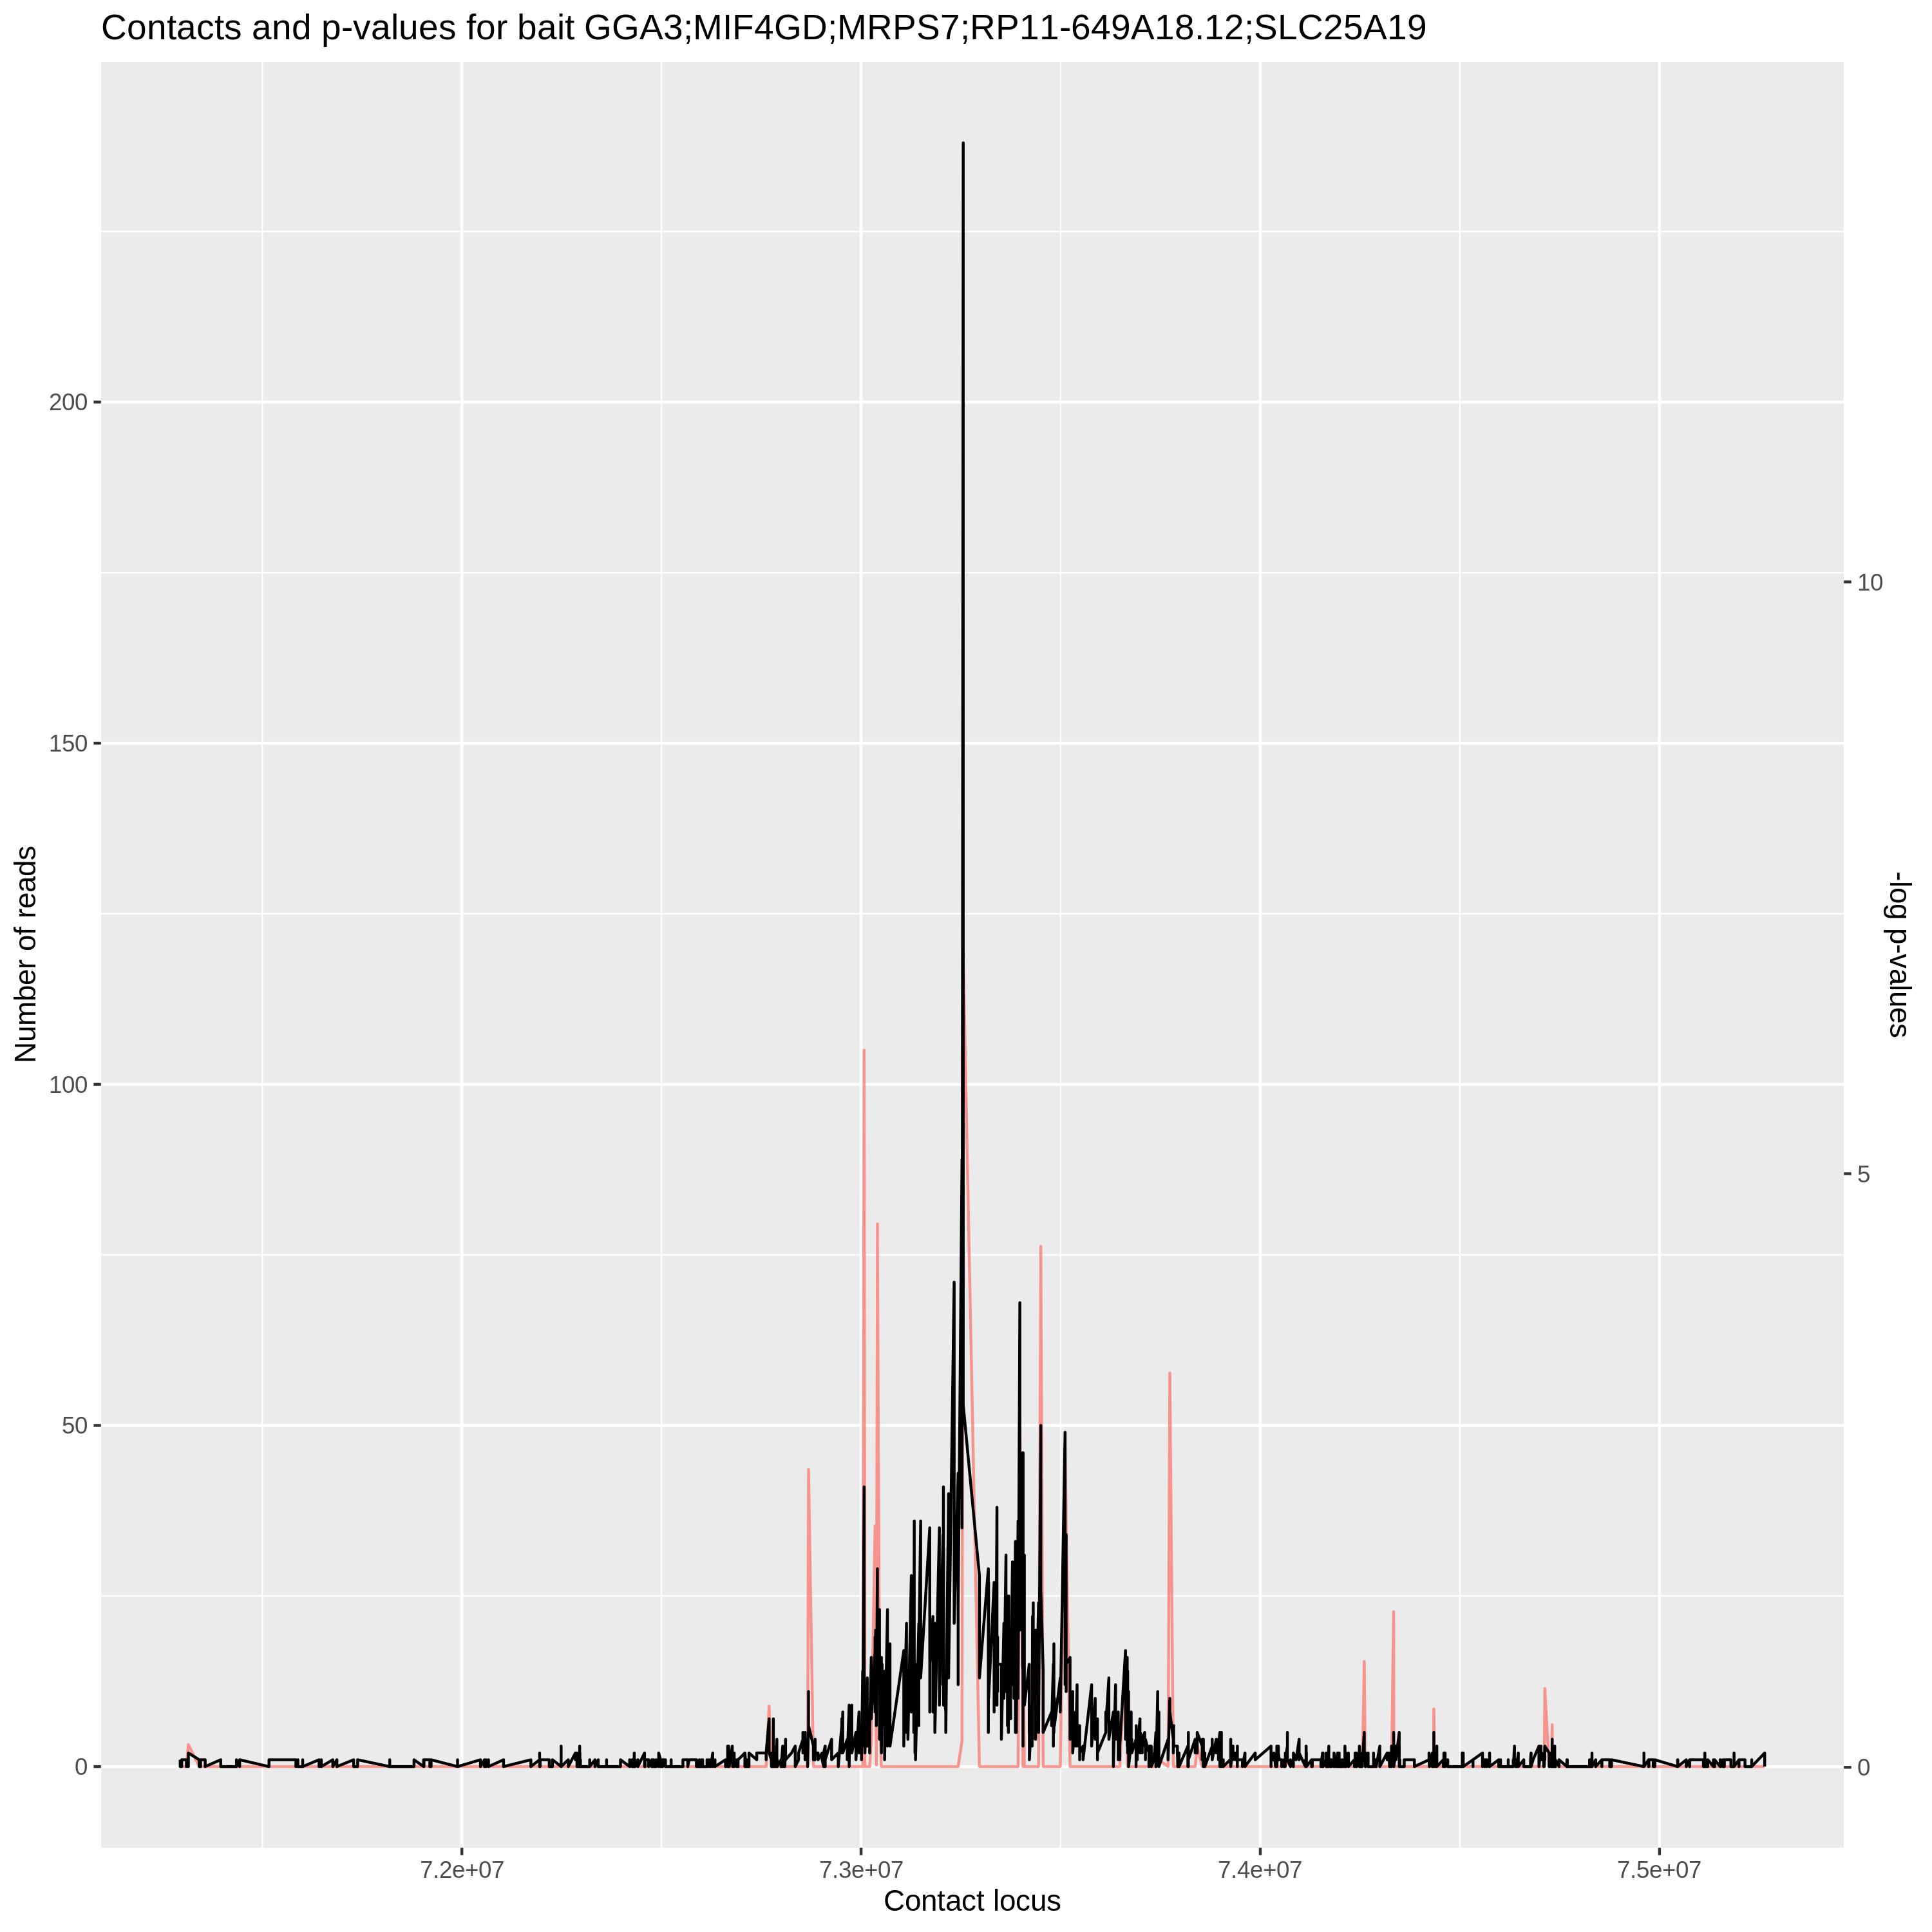 Contacts and p-values for bait GGA3;MIF4GD;MRPS7;RP11-649A18.12;SLC25A19
Number of reads
200
150
100
50
0
10
5
0
-log p-values
7.2e+07
7.3e+07
7.4e+07
7.5e+07
Contact locus